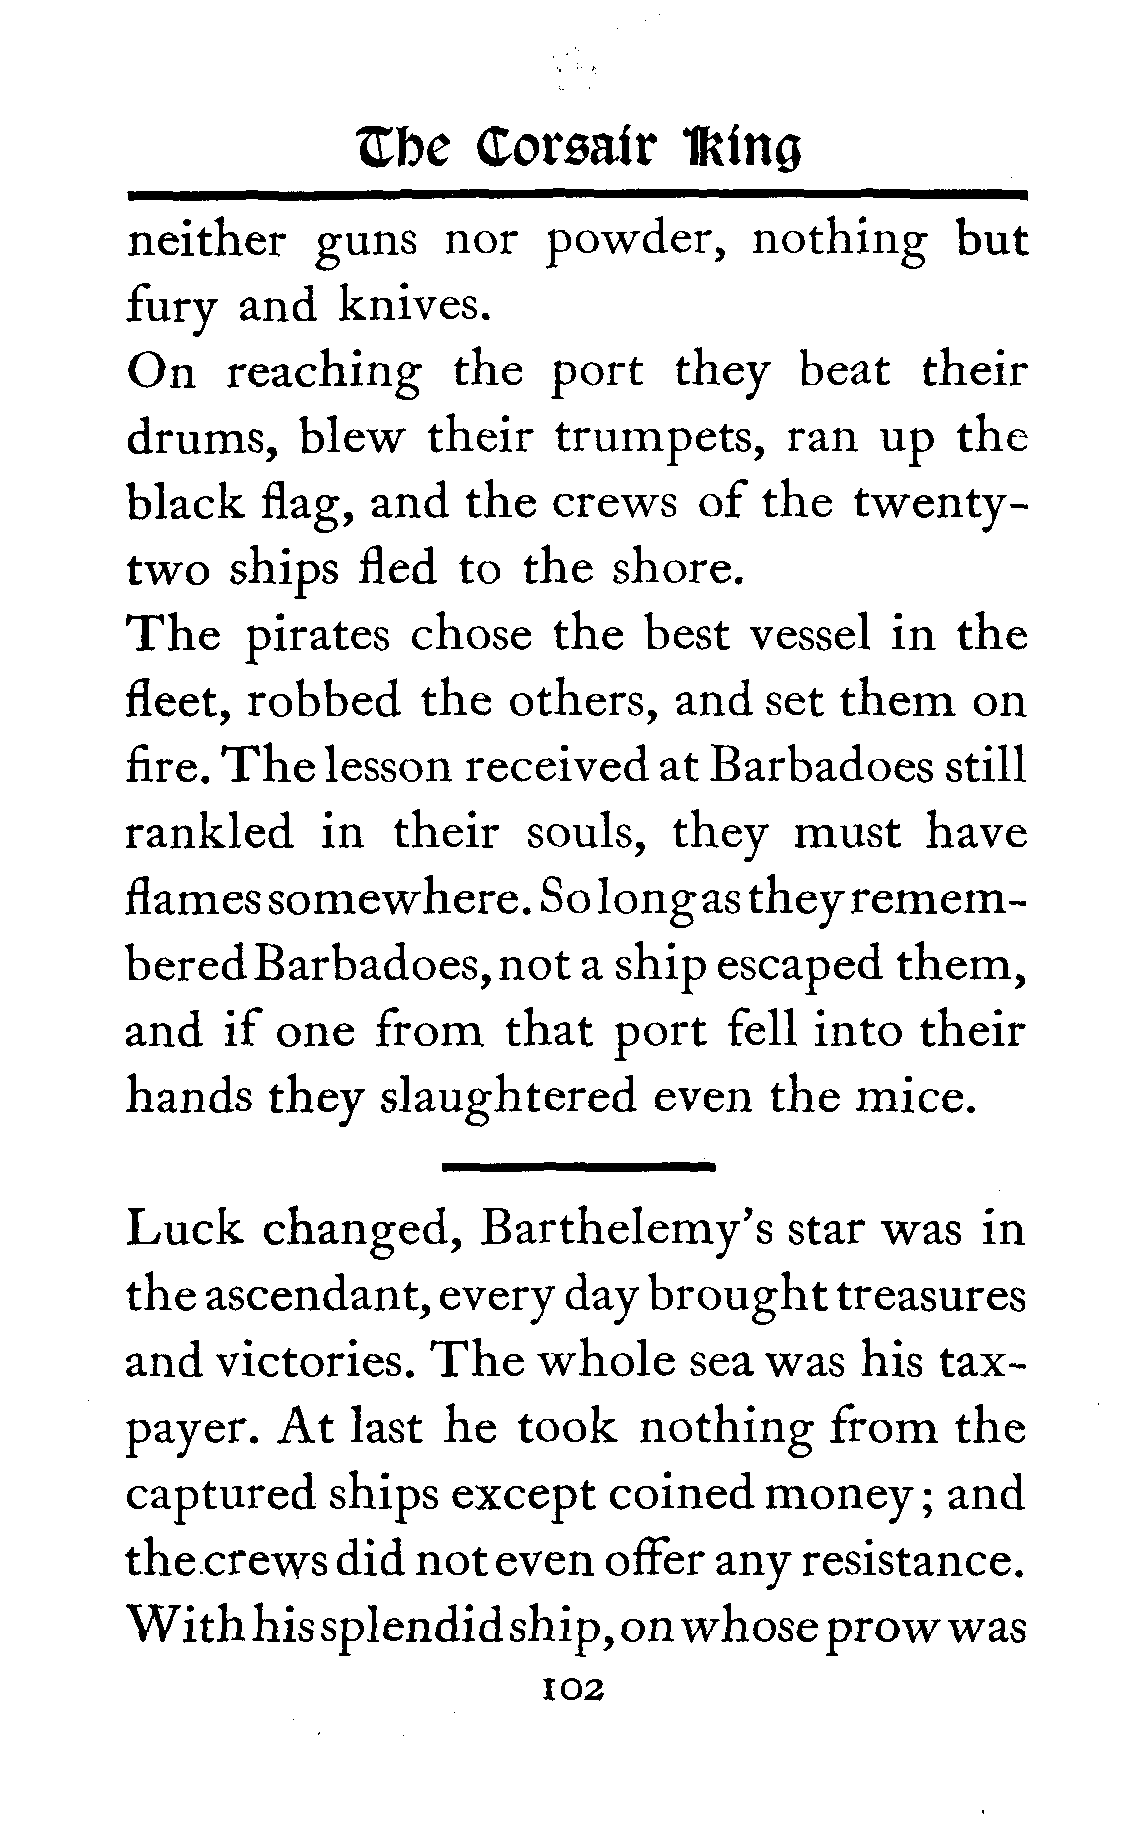 The Corsair King
neither guns nor powder, nothing but
fury and knives.
On reaching the port they beat their
drums, blew their trumpets, ran up the
black flag, and the crews of the twenty-
two ships fled to the shore.
The pirates chose the best vessel in the
fleet, robbed the others, and set them on
fire. The lesson received at Barbadoes still
rankled in their souls, they must have
flames somewhere. So long as they remem-
bered Barbadoes, not a ship escaped them,
and if one from that port fell into their
hands they slaughtered even the mice.
Luck changed, Barthelemy's star was in
the ascendant, every day brought treasures
and victories. The whole sea was his tax-
payer. At last he took nothing from the
captured ships except coined money; and
the crews did not even offer any resistance.
With his splendid ship, on whose prow was
102